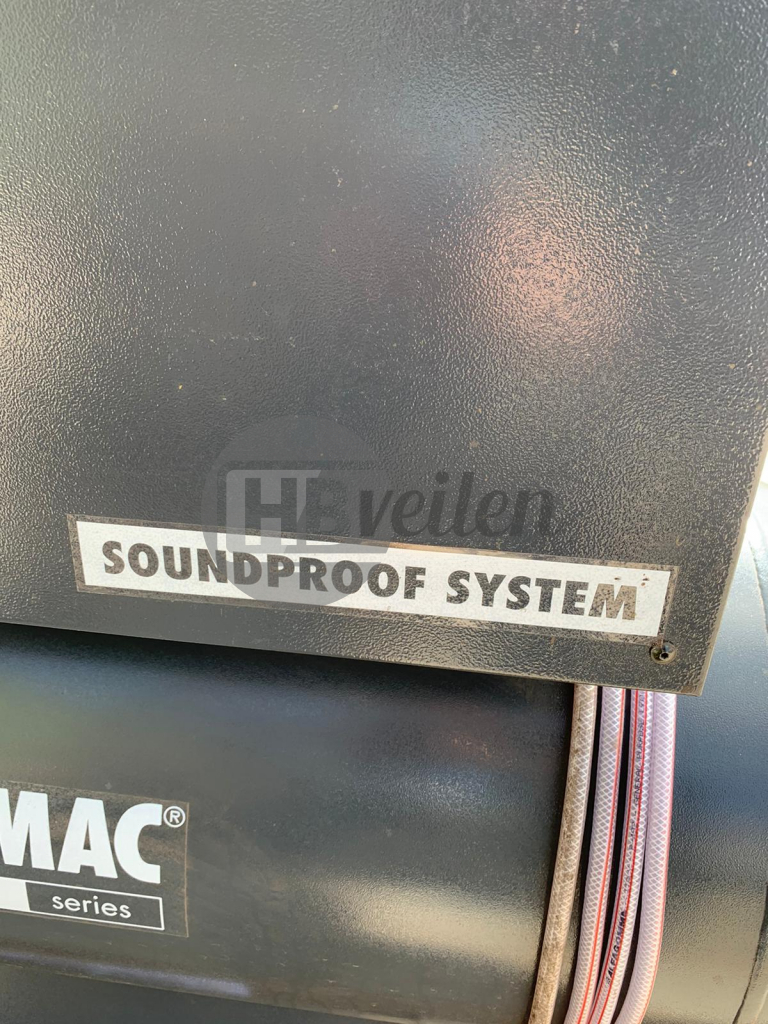 HBveilen
SOUNDPROOF SYSTEM
MAC®
series